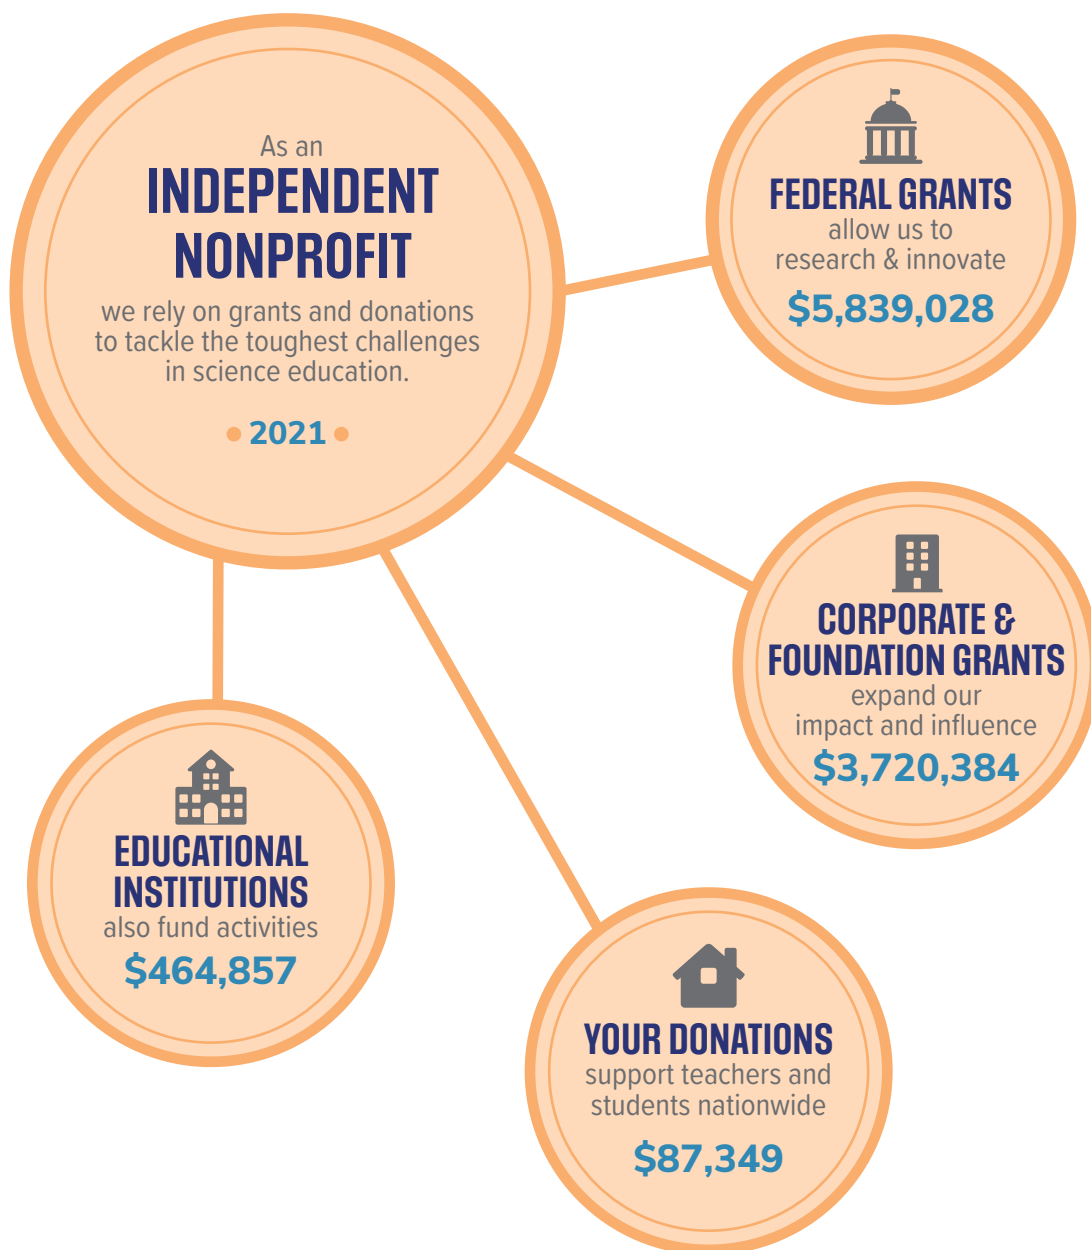 As an
INDEPENDENT
NONPROFIT
we rely on grants and donations
to tackle the toughest challenges
in science education.
• 2021 •
FEDERAL GRANTS
allow us to
research & innovate
$5,839,028
CORPORATE &
FOUNDATION GRANTS
expand our
impact and influence
$3,720,384
EDUCATIONAL
INSTITUTIONS
also fund activities
$464,857
YOUR DONATIONS
support teachers and
students nationwide
$87,349